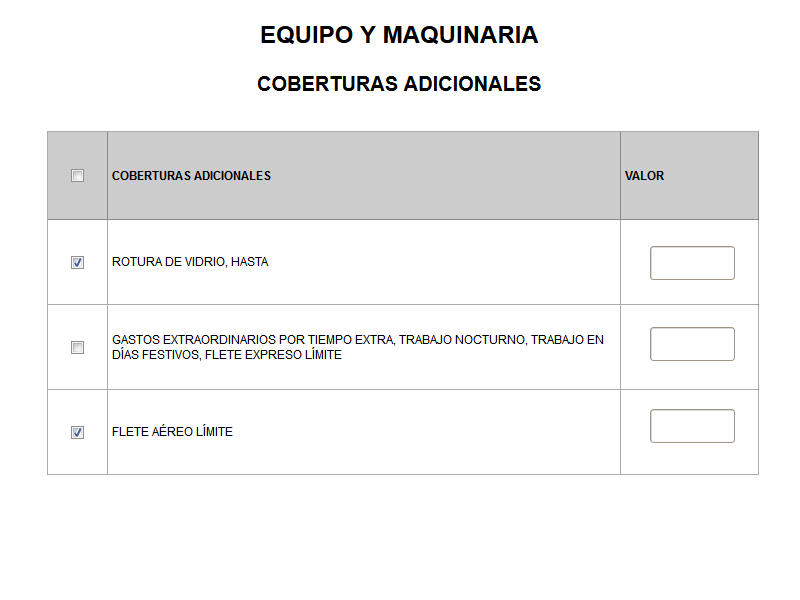 EQUIPO Y MAQUINARIA
COBERTURAS ADICIONALES
COBERTURAS ADICIONALES
VALOR
ROTURA DE VIDRIO, HASTA
GASTOS EXTRAORDINARIOS POR TIEMPO EXTRA, TRABAJO NOCTURNO, TRABAJO EN
DÍAS FESTIVOS, FLETE EXPRESO LÍMITE
FLETE AÉREO LÍMITE